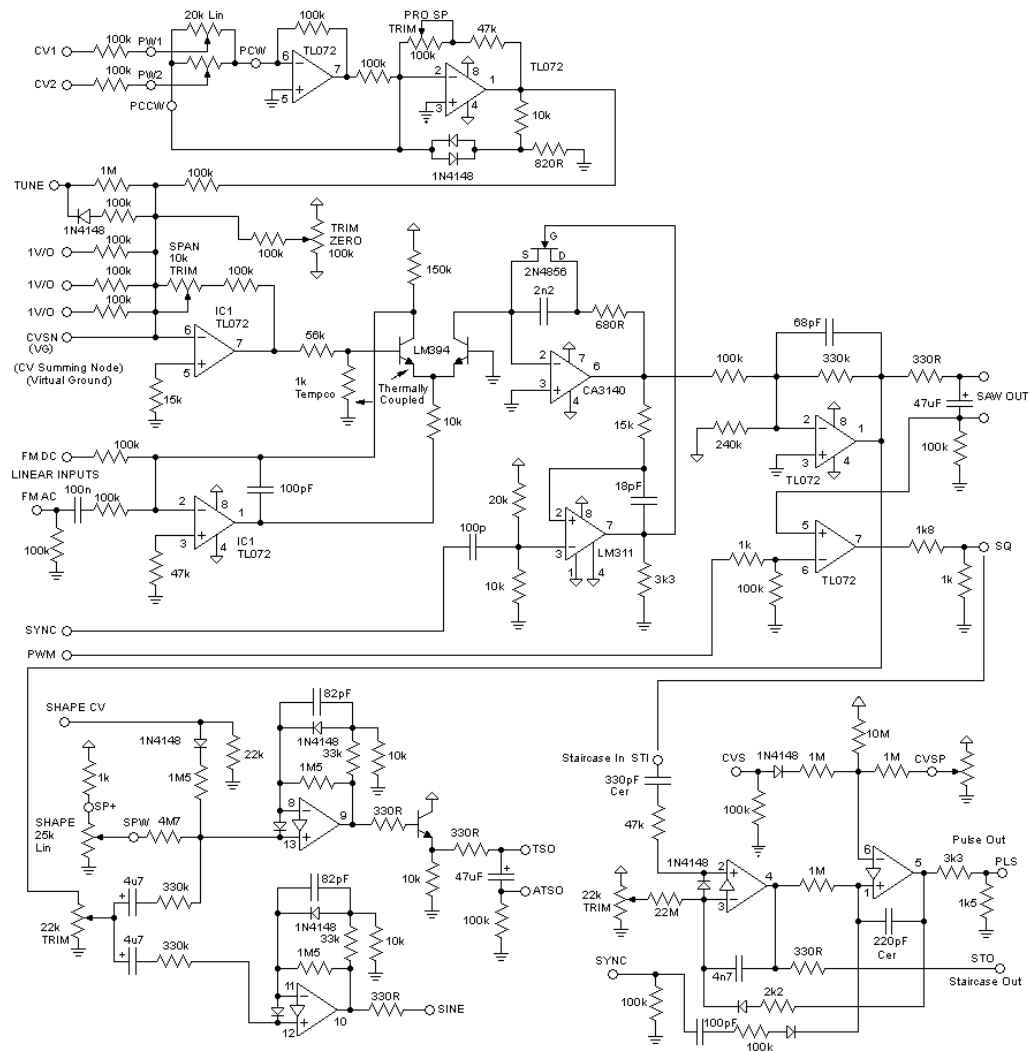 20k Lin
CV1
100k
PW1
PCW
100k
TL072
6
7
5
100k
CV2
100k
PW2
PCCW
PRO SP
TRIM
100k
47k
TL072
2
8
1
3
4
10k
1N4148
820R
TUNE
1M
100k
1N4148
100k
1V/O
100k
100k
TRIM
ZERO
100k
SPAN
10k
TRIM
100k
1V/O
100k
1V/O
100k
CVSN
(VG)
(CV Summing Node)
(Virtual Ground)
IC1
TL072
6
7
5
15k
56k
1k
Tempco
150k
LM394
Thermally
Coupled
10k
G
S
D
2N4856
2n2
680R
2
7
6
3
4
CA3140
15k
18pF
68pF
100k
330k
330R
240k
2
8
1
3
4
TL072
47uF
+
SAW OUT
100k
FM DC
100k
LINEAR INPUTS
100n
FM AC
100k
100k
100pF
2
8
1
3
4
IC1
TL072
47k
20k
100p
10k
2
8
7
3
1
4
LM311
3k3
5
7
6
TL072
1k
100k
1k8
SQ
1k
SYNC
PWM
SHAPE CV
1N4148
22k
1M5
1k
SP+
SHAPE
25k
Lin
SPW
4M7
82pF
1N4148
33k
10k
1M5
8
9
13
330R
10k
330R
TSO
47uF
+
ATSO
100k
22k
TRIM
+
4u7
330k
+
4u7
330k
82pF
1N4148
33k
10k
1M5
11
10
12
330R
SINE
Staircase In STI
330pF
Cer
47k
1N4148
22k
TRIM
22M
2
4
3
4n7
330R
1M
CVS
1N4148
1M
100k
10M
1M
CVSP
6
5
1
220pF
Cer
Pulse Out
3k3
PLS
1k5
STO
Staircase Out
2k2
SYNC
100k
100pF
100k